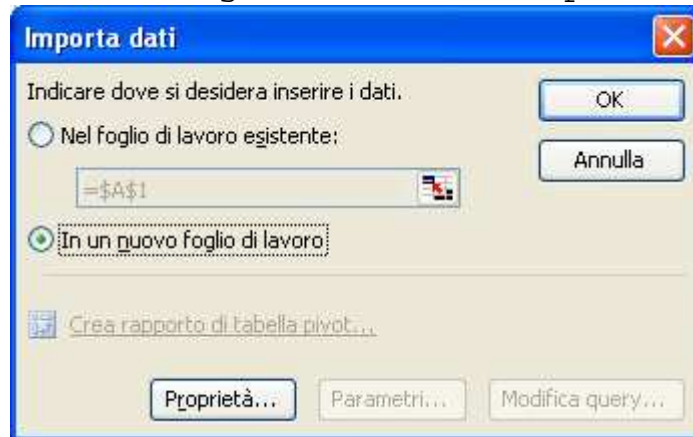 Importa dati
Indicare dove si desidera inserire i dati.
OK
Nel foglio di lavoro esistente:
Annulla
=$A$1
In un nuovo foglio di lavoro
Crea rapporto di tabella pivot...
Proprietà... Parametri... Modifica query...